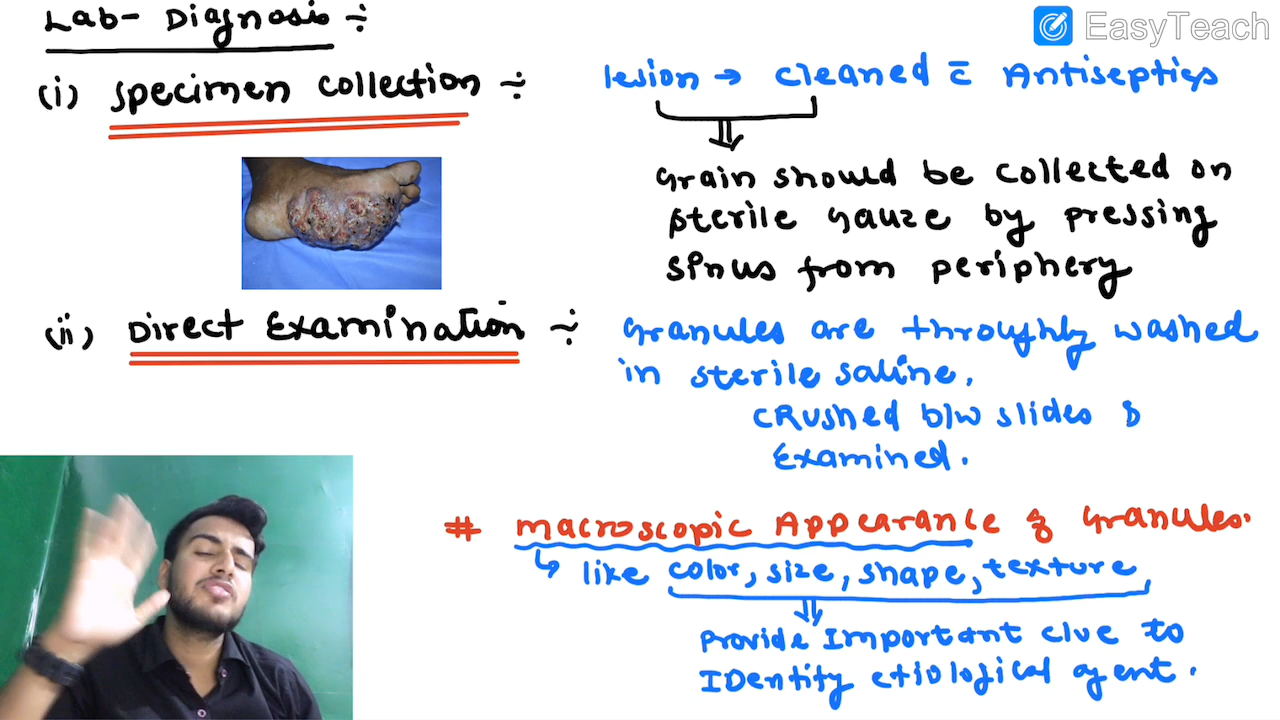 Lab- Diagnosis ÷
EasyTeach
(i) Specimen Collection ÷
lesion → cleaned c̄ Antiseptics
Grain should be collected on
sterile gauze by pressing
sinus from periphery
(ii) Direct Examination ÷
Granules are throughly washed
in sterile saline,
crushed b/w slides &
Examined.
# Macroscopic Appearance of Granules.
↳ like color, size, shape, texture
Provide Important clue to
IDentity etiological agent.